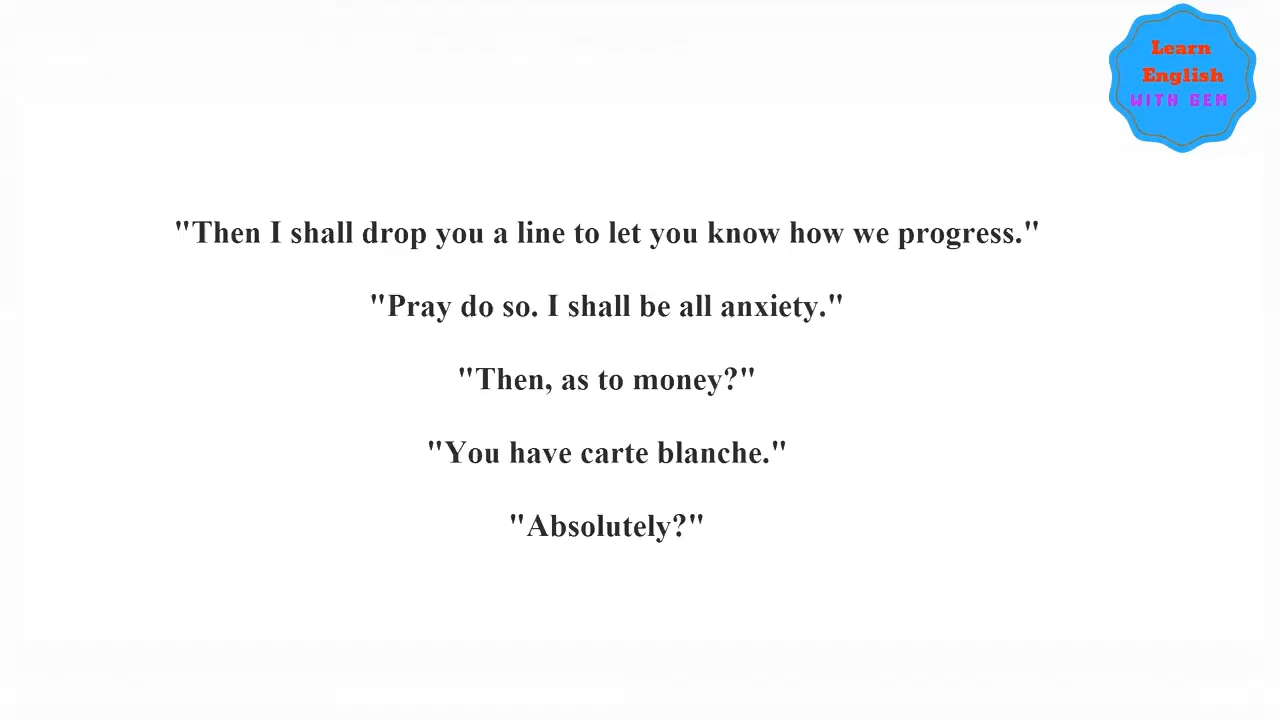 Learn
English
WITH GEM
"Then I shall drop you a line to let you know how we progress."
"Pray do so. I shall be all anxiety."
"Then, as to money?"
"You have carte blanche."
"Absolutely?"